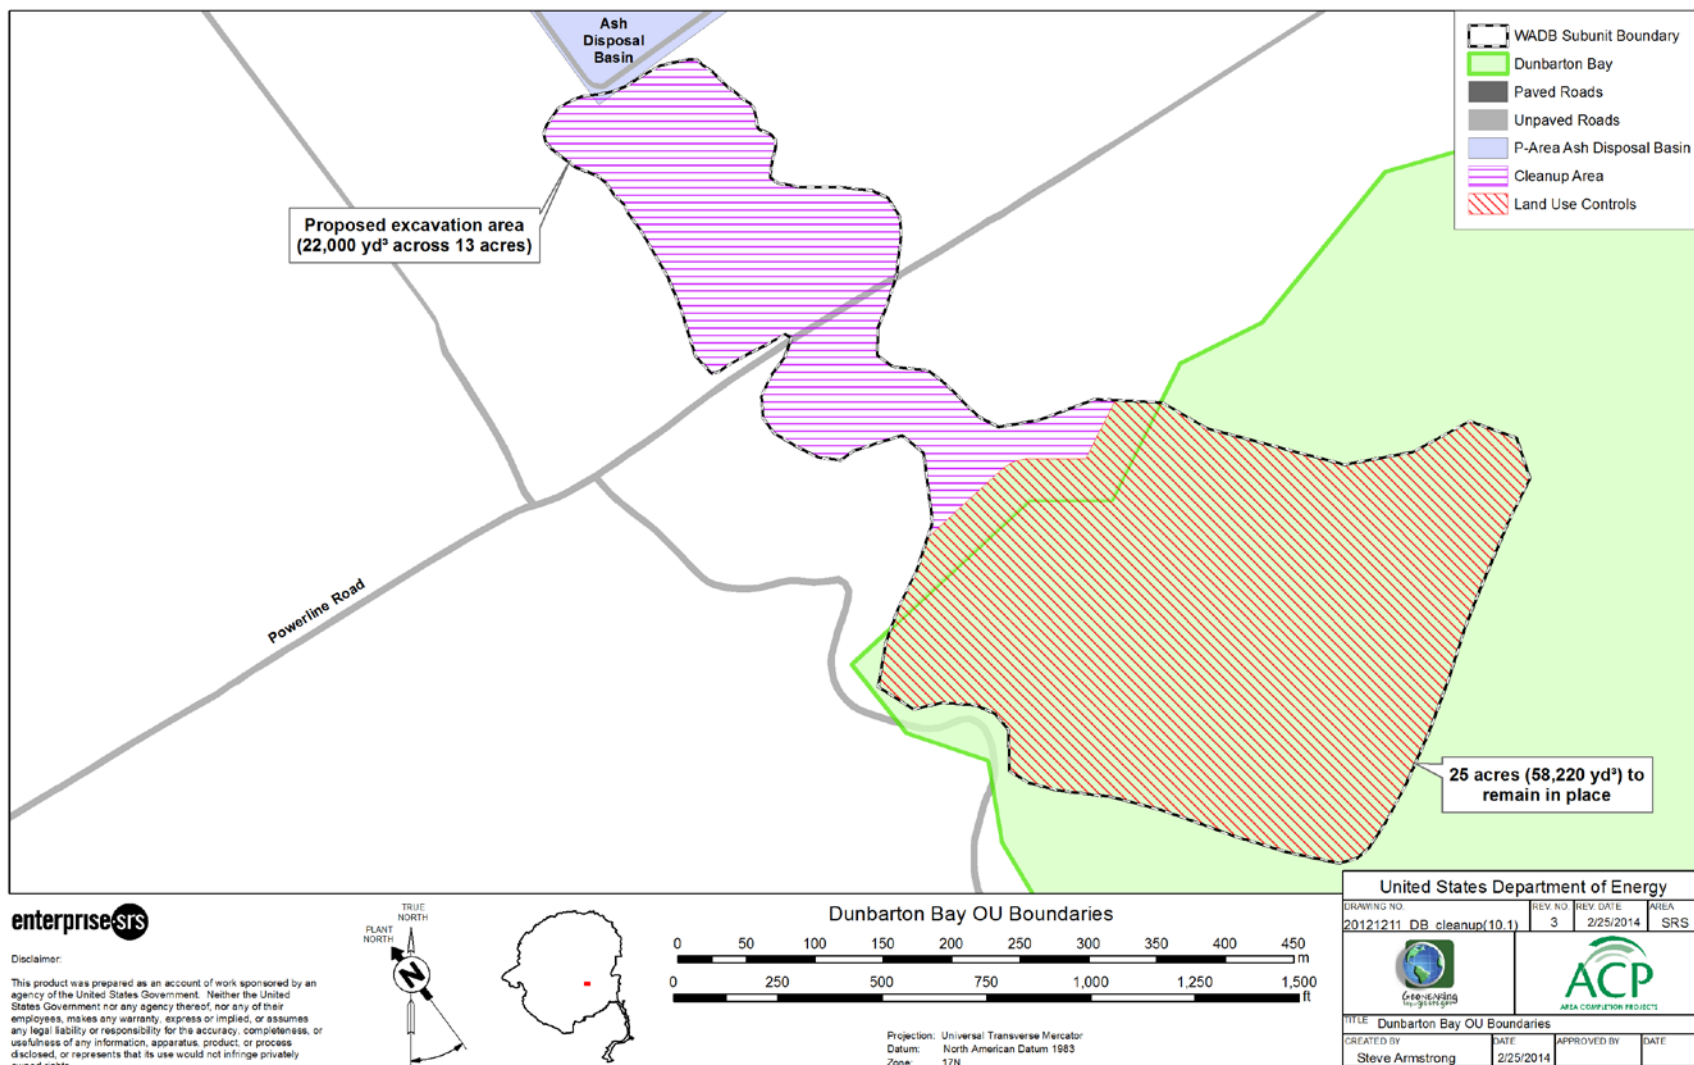 Ash
Disposal
Basin
WADB Subunit Boundary
Dunbarton Bay
Paved Roads
Unpaved Roads
P-Area Ash Disposal Basin
Cleanup Area
Land Use Controls
Proposed excavation area
(22,000 yd³ across 13 acres)
Powerline Road
25 acres (58,220 yd³) to
remain in place
enterprise·srs
Disclaimer:
This product was prepared as an account of work sponsored by an
agency of the United States Government. Neither the United
States Government nor any agency thereof, nor any of their
employees, makes any warranty, express or implied, or assumes
any legal liability or responsibility for the accuracy, completeness, or
usefulness of any information, apparatus, product, or process
disclosed, or represents that its use would not infringe privately
owned rights.
TRUE
NORTH
PLANT
NORTH
N
Dunbarton Bay OU Boundaries
0 50 100 150 200 250 300 350 400 450
m
0 250 500 750 1,000 1,250 1,500
ft
Projection: Universal Transverse Mercator
Datum: North American Datum 1983
Zone: 17N
United States Department of Energy
DRAWING NO. REV. NO. REV. DATE AREA
20121211_DB_cleanup(10.1) 3 2/25/2014 SRS
ACP
AREA COMPLETION PROJECTS
TITLE Dunbarton Bay OU Boundaries
CREATED BY DATE APPROVED BY DATE
Steve Armstrong 2/25/2014